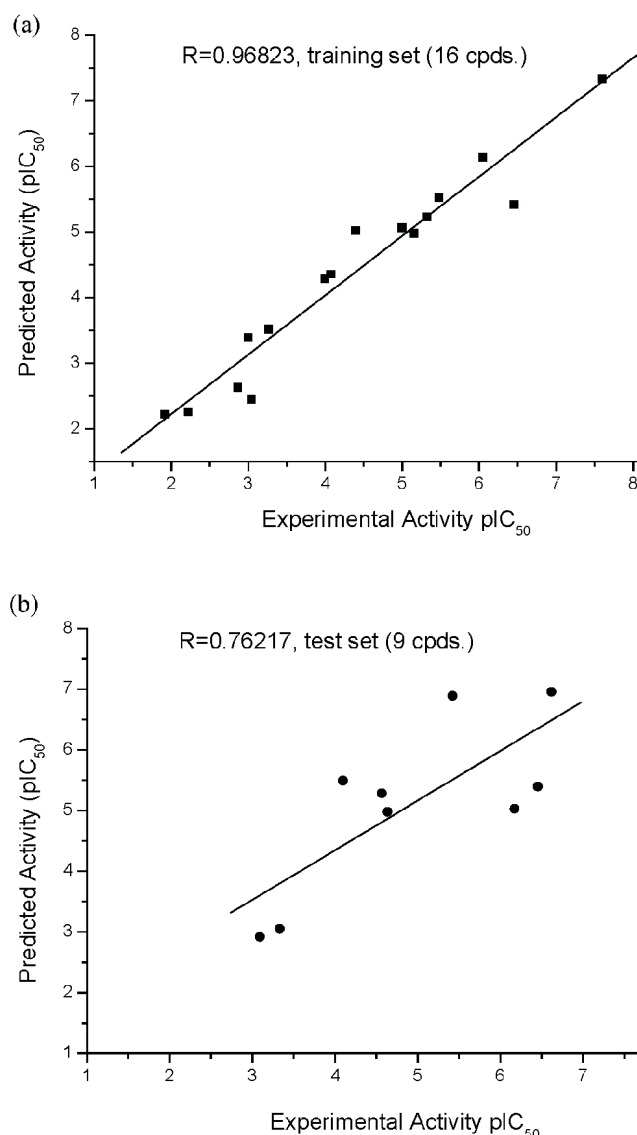 (a)
R=0.96823, training set (16 cpds.)
Predicted Activity (pIC50)
8
7
6
5
4
3
2
1 2 3 4 5 6 7 8
Experimental Activity pIC50
(b)
R=0.76217, test set (9 cpds.)
Predicted Activity (pIC50)
8
7
6
5
4
3
2
1
1 2 3 4 5 6 7
Experimental Activity pIC50